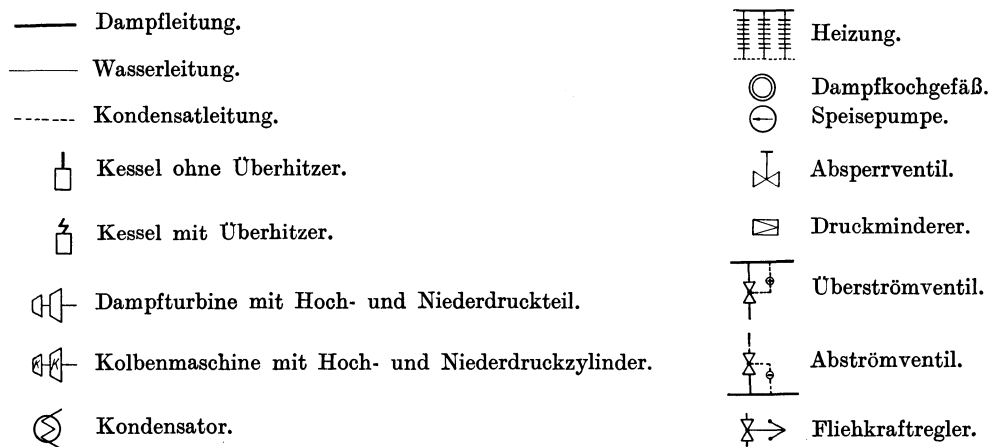 Dampfleitung.
Wasserleitung.
Kondensatleitung.
Kessel ohne Überhitzer.
Kessel mit Überhitzer.
Dampfturbine mit Hoch- und Niederdruckteil.
K K Kolbenmaschine mit Hoch- und Niederdruckzylinder.
Kondensator.
Heizung.
Dampfkochgefäß.
Speisepumpe.
Absperrventil.
Druckminderer.
Überströmventil.
Abströmventil.
Fliehkraftregler.